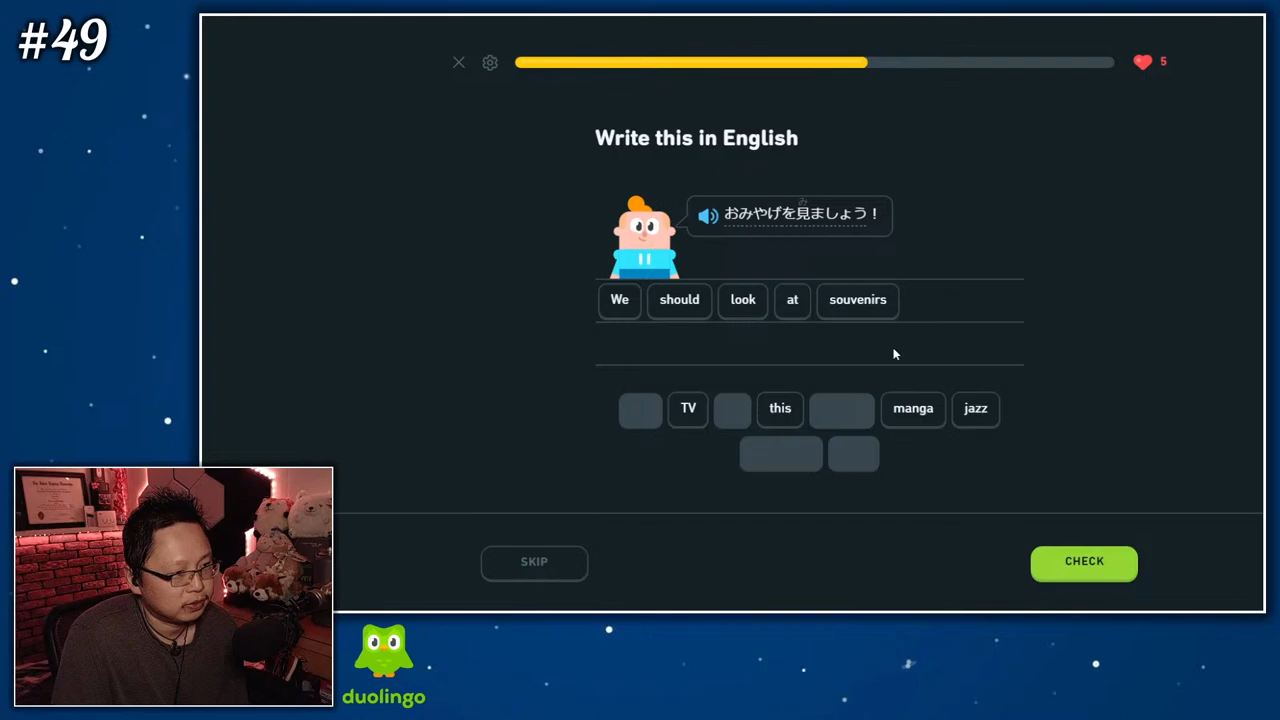 #49
5
Write this in English
み
おみやげを見ましょう！
We should look at souvenirs
TV this manga jazz
SKIP
CHECK
duolingo